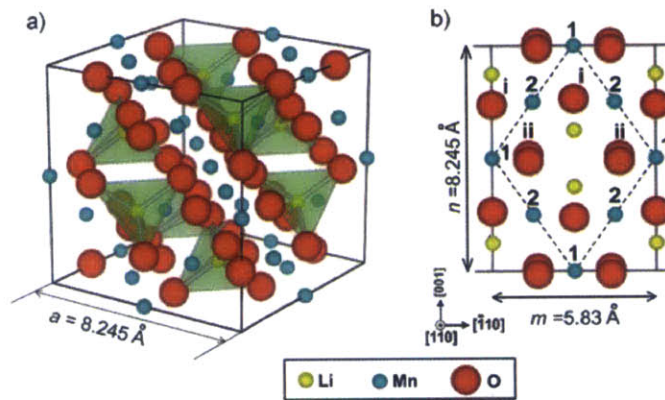 a)
a = 8.245 Å
b)
1
2 i 2
i
ii ii
1 1
2 2
1
n=8.245 Å
[001]
[110] [1̄10]
m=5.83 Å
Li Mn O